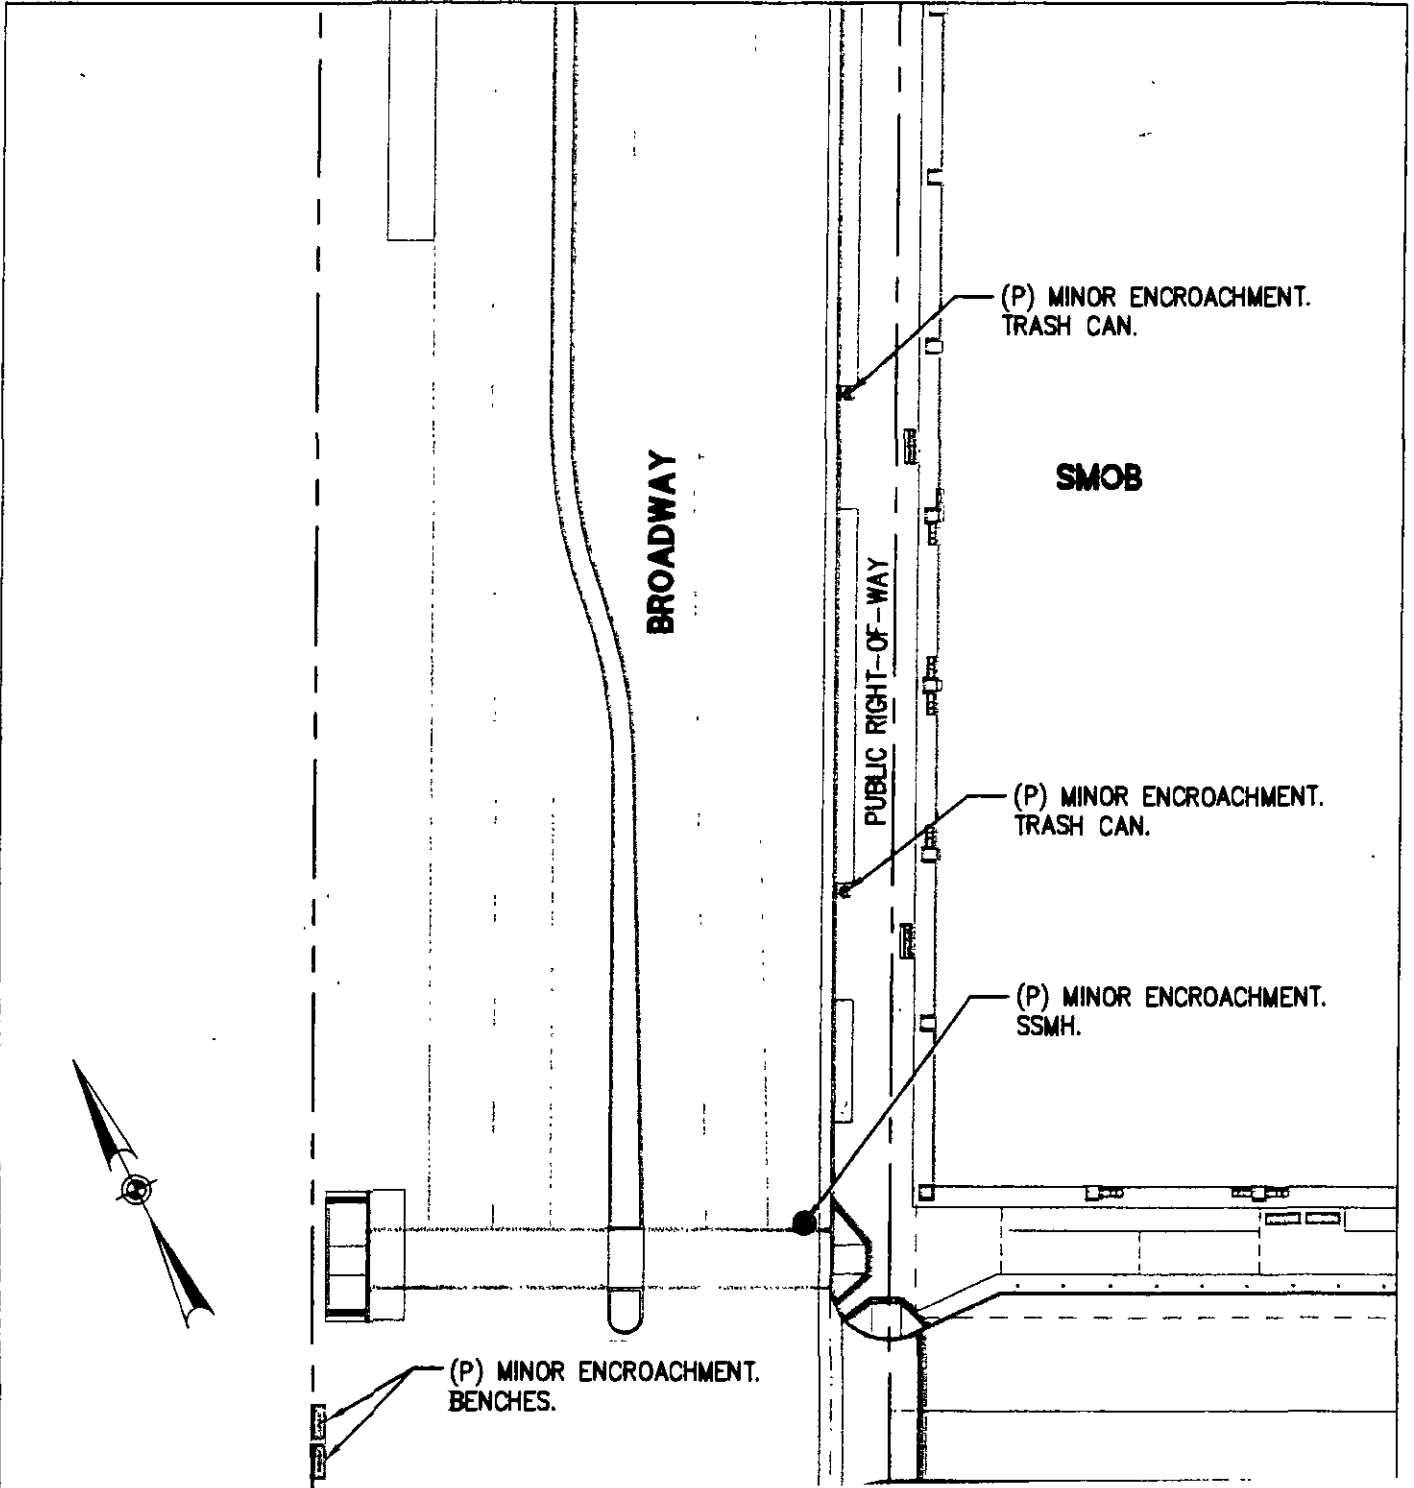 (P) MINOR ENCROACHMENT.
TRASH CAN.
BROADWAY
SMOB
PUBLIC RIGHT-OF-WAY
(P) MINOR ENCROACHMENT.
TRASH CAN.
(P) MINOR ENCROACHMENT.
SSMH.
(P) MINOR ENCROACHMENT.
BENCHES.